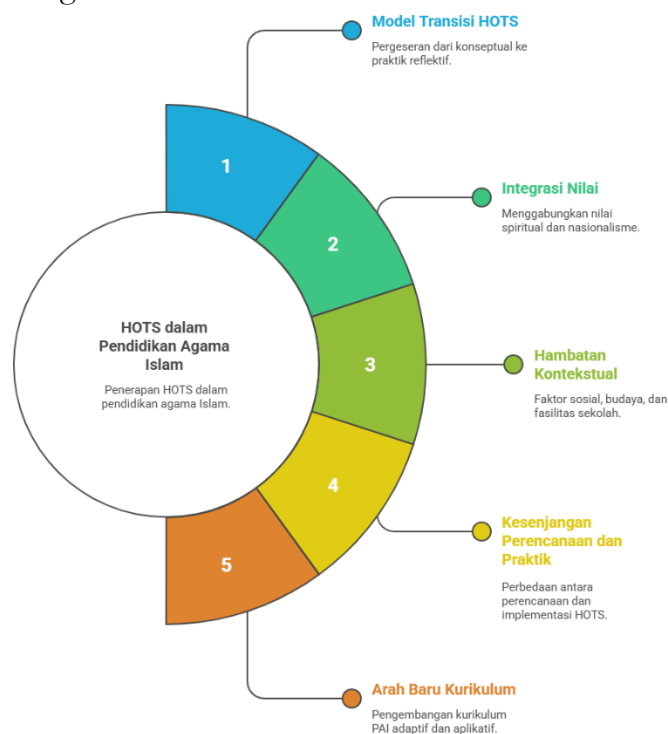 Model Transisi HOTS
Pergeseran dari konseptual ke
praktik reflektif.
1
Integrasi Nilai
Menggabungkan nilai
spiritual dan nasionalisme.
2
HOTS dalam
Pendidikan Agama
Islam
Penerapan HOTS dalam
pendidikan agama Islam.
3
Hambatan
Kontekstual
Faktor sosial, budaya, dan
fasilitas sekolah.
4
Kesenjangan
Perencanaan dan
Praktik
Perbedaan antara
perencanaan dan
implementasi HOTS.
5
Arah Baru Kurikulum
Pengembangan kurikulum
PAI adaptif dan aplikatif.